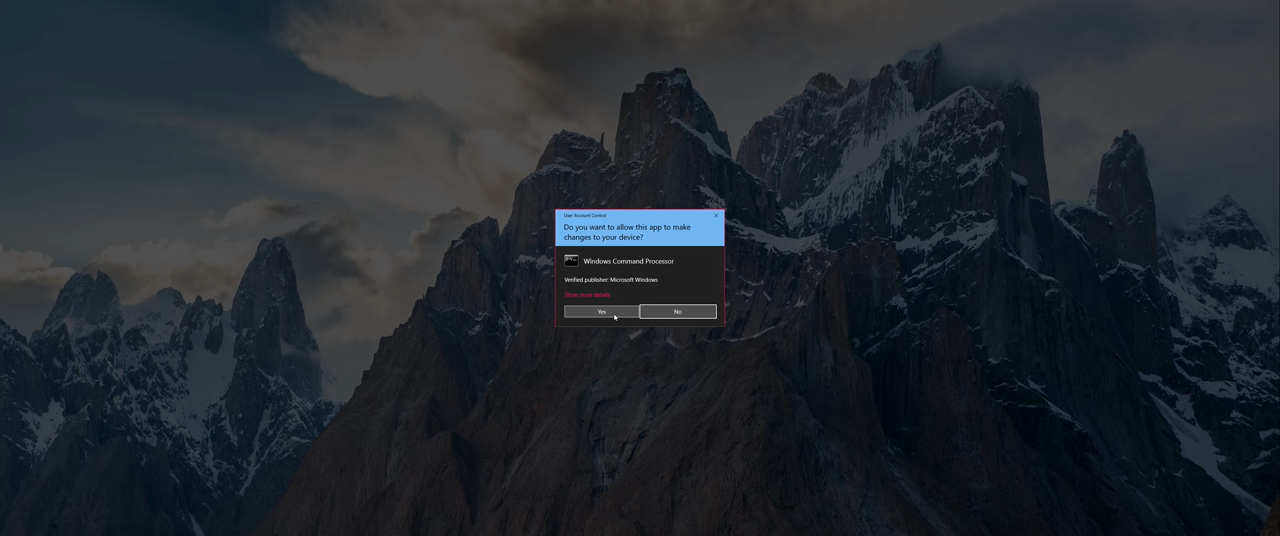 User Account Control
Do you want to allow this app to make
changes to your device?
Windows Command Processor
Verified publisher: Microsoft Windows
Show more details
Yes
No